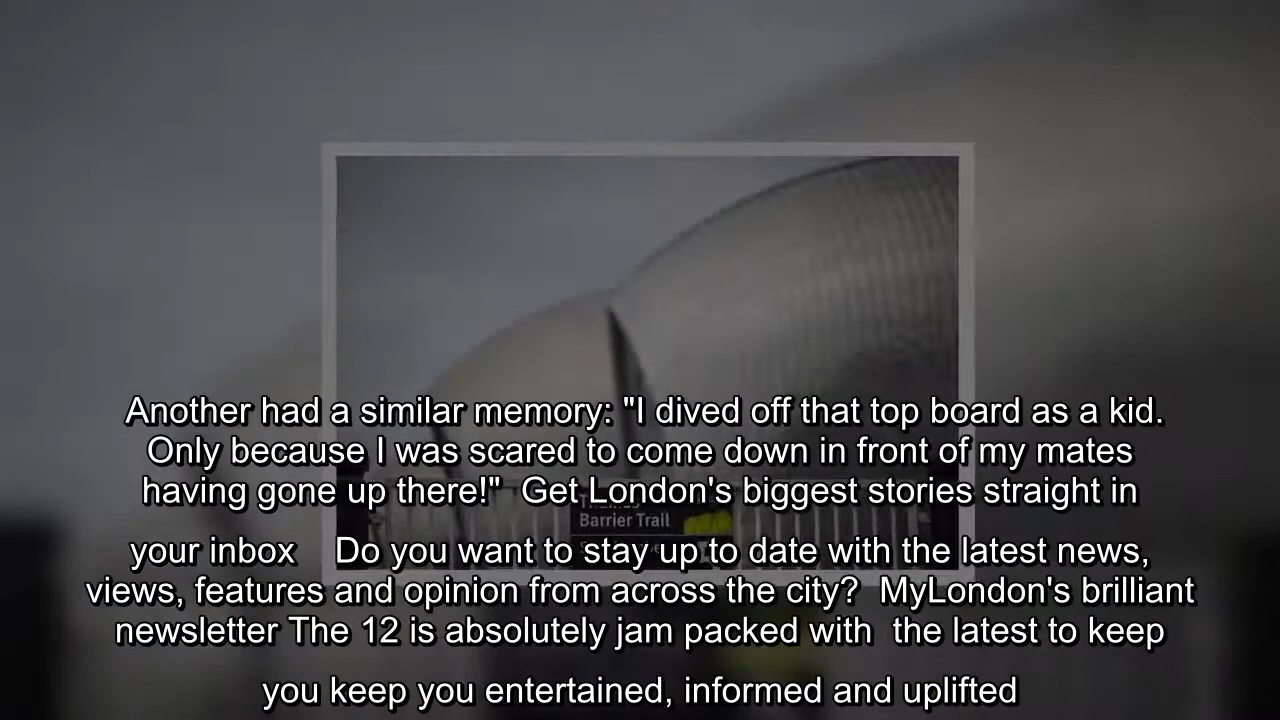 Another had a similar memory: "I dived off that top board as a kid.
Only because I was scared to come down in front of my mates
having gone up there!" Get London's biggest stories straight in
Barrier Trail
your inbox Do you want to stay up to date with the latest news,
views, features and opinion from across the city? MyLondon's brilliant
newsletter The 12 is absolutely jam packed with the latest to keep
you keep you entertained, informed and uplifted